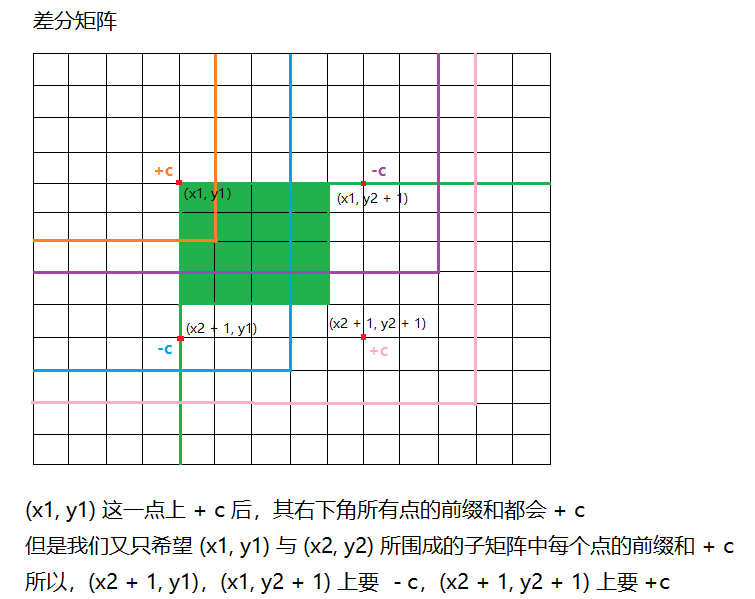 差分矩阵
+c
-c
(x1, y1)
(x1, y2 + 1)
(x2 + 1, y1)
(x2 + 1, y2 + 1)
-c
+c
(x1, y1) 这一点上 + c 后，其右下角所有点的前缀和都会 + c
但是我们又只希望 (x1, y1) 与 (x2, y2) 所围成的子矩阵中每个点的前缀和 + c
所以，(x2 + 1, y1)，(x1, y2 + 1) 上要 - c，(x2 + 1, y2 + 1) 上要 +c